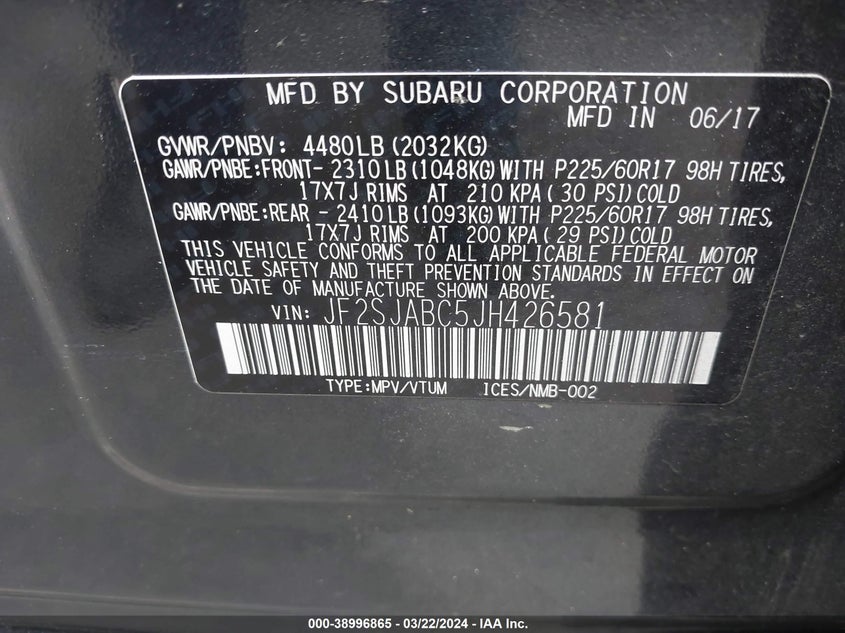 MFD BY SUBARU CORPORATION
MFD IN 06/17
GVWR/PNBV: 4480LB (2032KG)
GAWR/PNBE:FRONT- 2310LB (1048KG) WITH P225/60R17 98H TIRES,
17X7J RIMS AT 210 KPA ( 30 PSI) COLD
GAWR/PNBE:REAR - 2410LB (1093KG) WITH P225/60R17 98H TIRES,
17X7J RIMS AT 200 KPA ( 29 PSI) COLD
THIS VEHICLE CONFORMS TO ALL APPLICABLE FEDERAL MOTOR
VEHICLE SAFETY AND THEFT PREVENTION STANDARDS IN EFFECT ON
THE DATE OF MANUFACTURE SHOWN ABOVE.
VIN: JF2SJABC5JH426581
TYPE:MPV/VTUM ICES/NMB-002
000-38996865 - 03/22/2024 - IAA Inc.